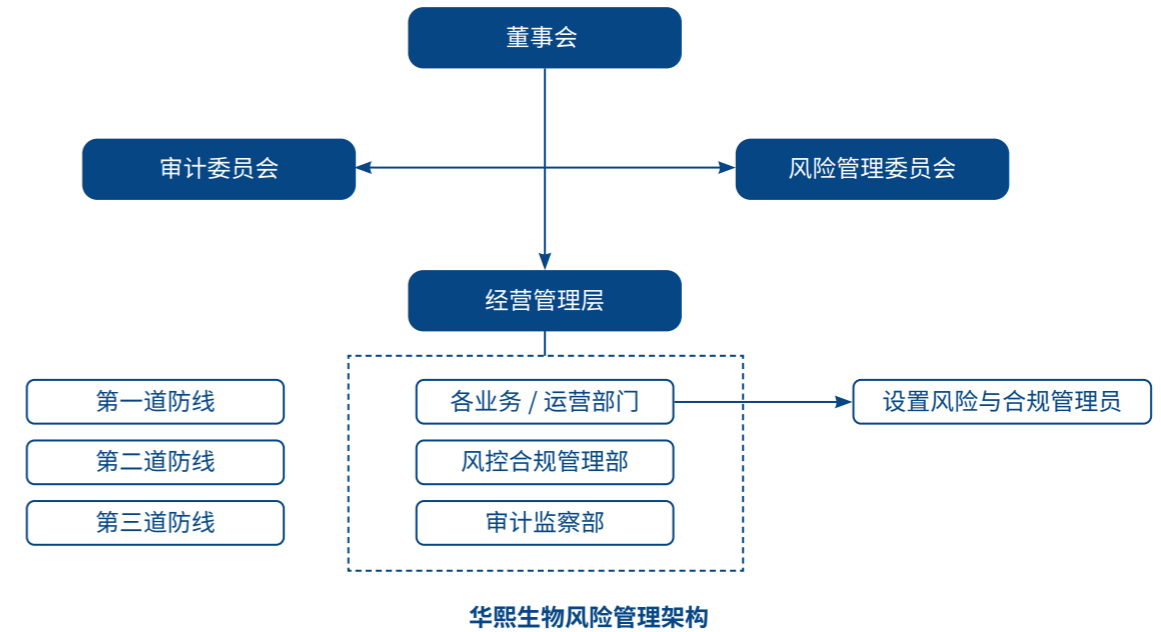 董事会
审计委员会
风险管理委员会
经营管理层
第一道防线
各业务 / 运营部门
设置风险与合规管理员
第二道防线
风控合规管理部
第三道防线
审计监察部
华熙生物风险管理架构